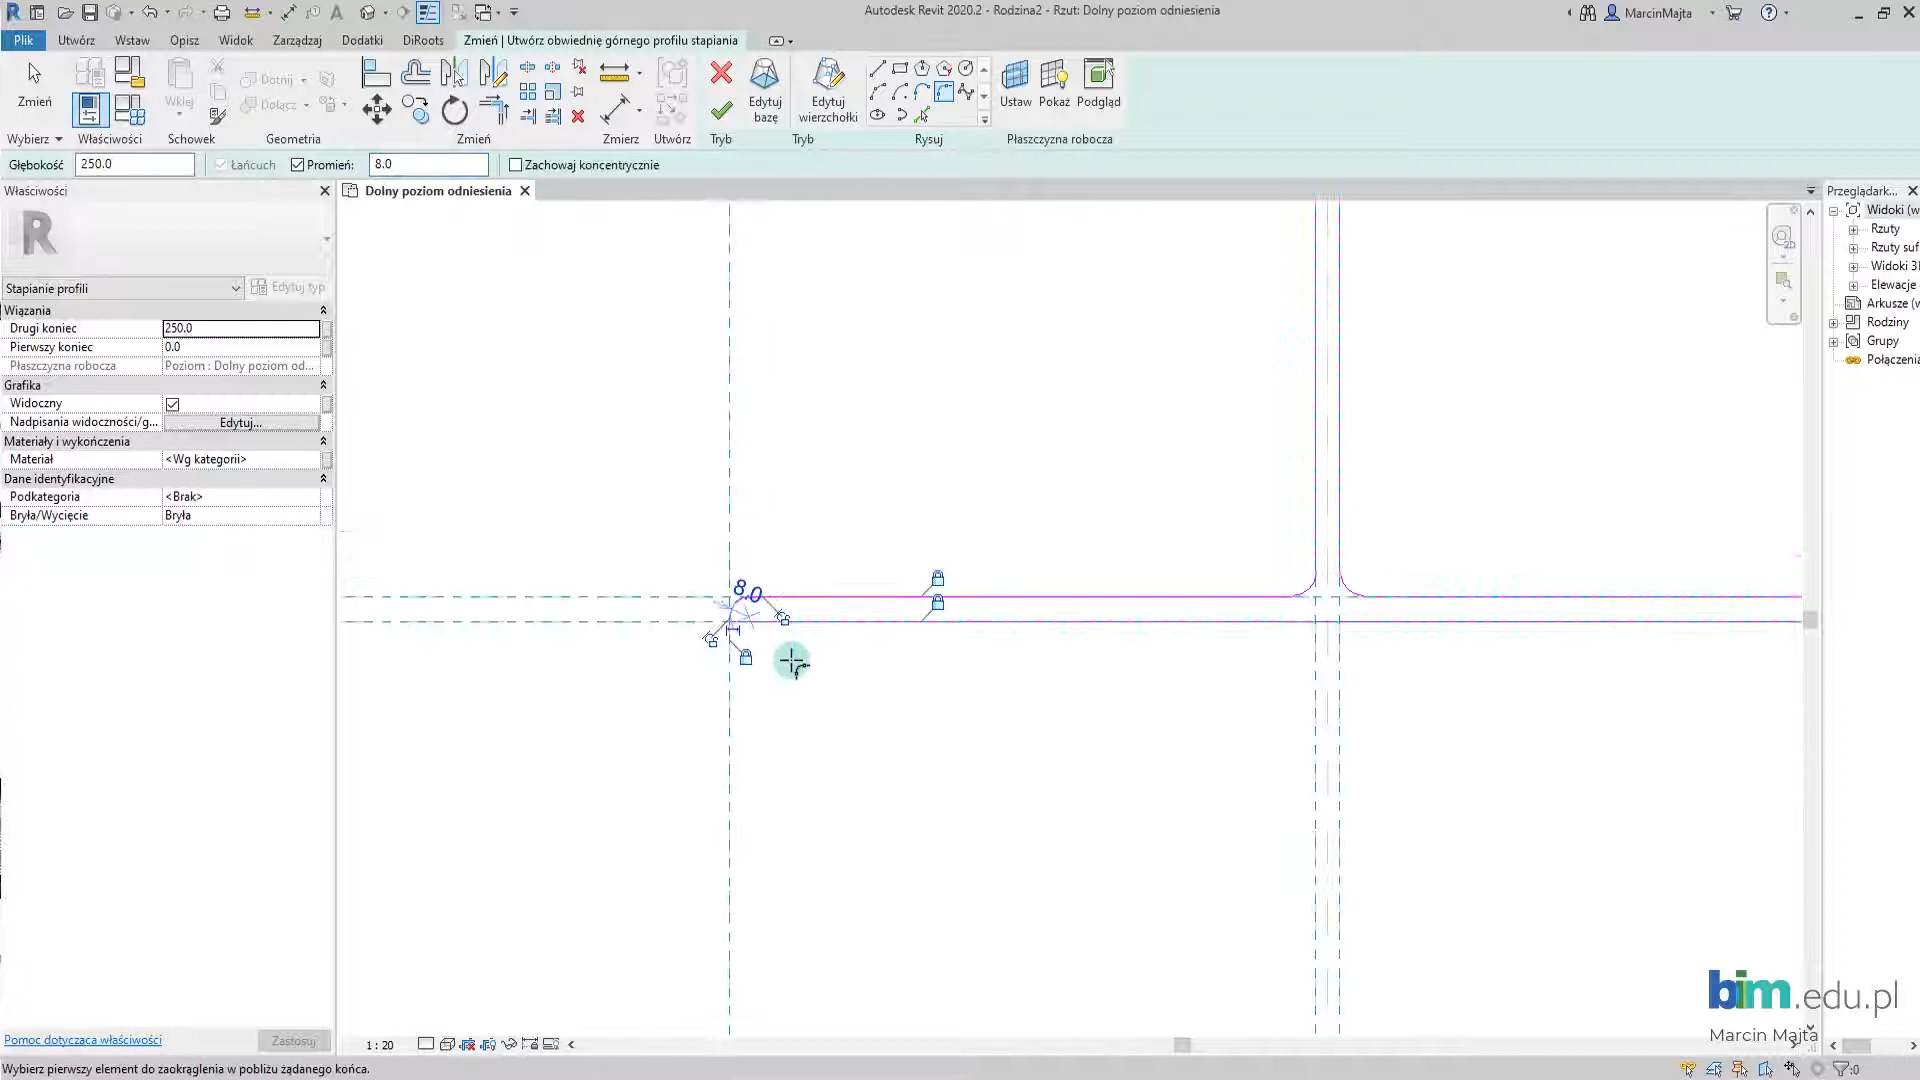 Autodesk Revit 2020.2 - Rodzina2 - Rzut: Dolny poziom odniesienia
MarcinMajta
Plik
Utwórz
Wstaw
Opisz
Widok
Zarządzaj
Dodatki
DiRoots
Zmień | Utwórz obwiednię górnego profilu stapiania
Zmień
Wklej
Dotnij
Dołącz
Edytuj bazę
Edytuj wierzchołki
Ustaw
Pokaż
Podgląd
Wybierz
Właściwości
Schowek
Geometria
Zmień
Zmierz
Utwórz
Tryb
Tryb
Rysuj
Płaszczyzna robocza
Głębokość 250.0
Łańcuch
Promień: 8.0
Zachowaj koncentrycznie
Właściwości
Dolny poziom odniesienia
Przeglądark...
R
Stapianie profili
Edytuj typ
Wiązania
Drugi koniec 250.0
Pierwszy koniec 0.0
Płaszczyzna robocza Poziom : Dolny poziom od...
Grafika
Widoczny
Nadpisania widoczności/g... Edytuj...
Materiały i wykończenia
Materiał <Wg kategorii>
Dane identyfikacyjne
Podkategoria <Brak>
Bryła/Wycięcie Bryła
Widoki (w
Rzuty
Rzuty suf
Widoki 3
Elewacje
Arkusze (w
Rodziny
Grupy
Połączenia
2D
8.0
bim.edu.pl
Marcin Majta
Pomoc dotycząca właściwości
Zastosuj
1 : 20
Wybierz pierwszy element do zaokrąglenia w pobliżu żądanego końca.
:0